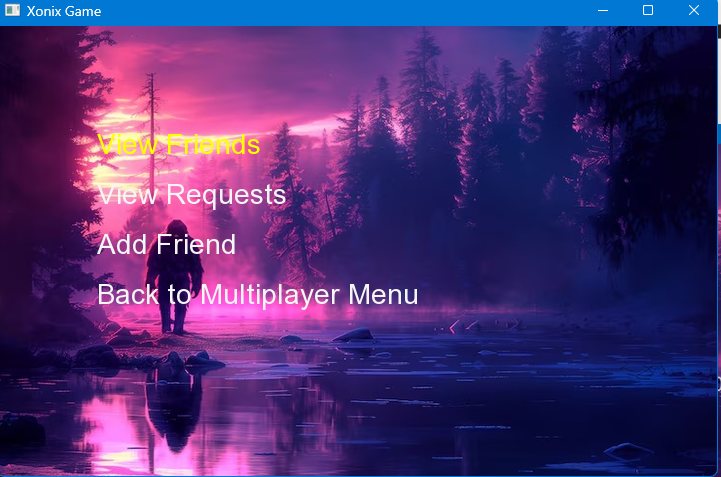 Xonix Game
View Friends
View Requests
Add Friend
Back to Multiplayer Menu